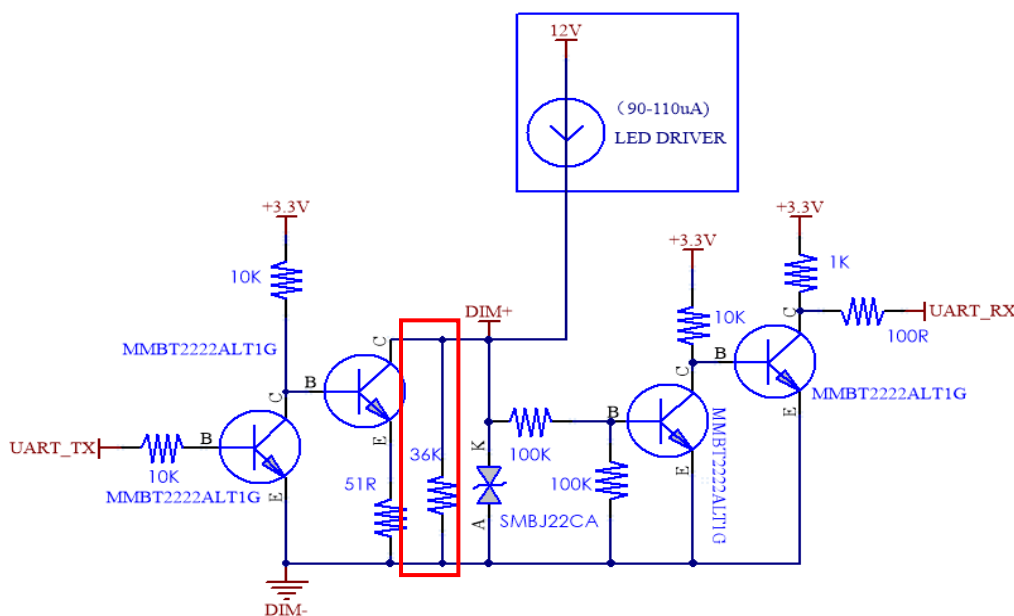 12V
（90-110uA)
LED DRIVER
+3.3V
+3.3V
+3.3V
10K
1K
DIM+
10K
C
UART_RX
100R
MMBT2222ALT1G
C
B
C
B
C
E
MMBT2222ALT1G
UART_TX
B
10K
MMBT2222ALT1G
E
E
51R
36K
K
100K
B
MMBT2222ALT1G
E
100K
A
SMBJ22CA
DIM-